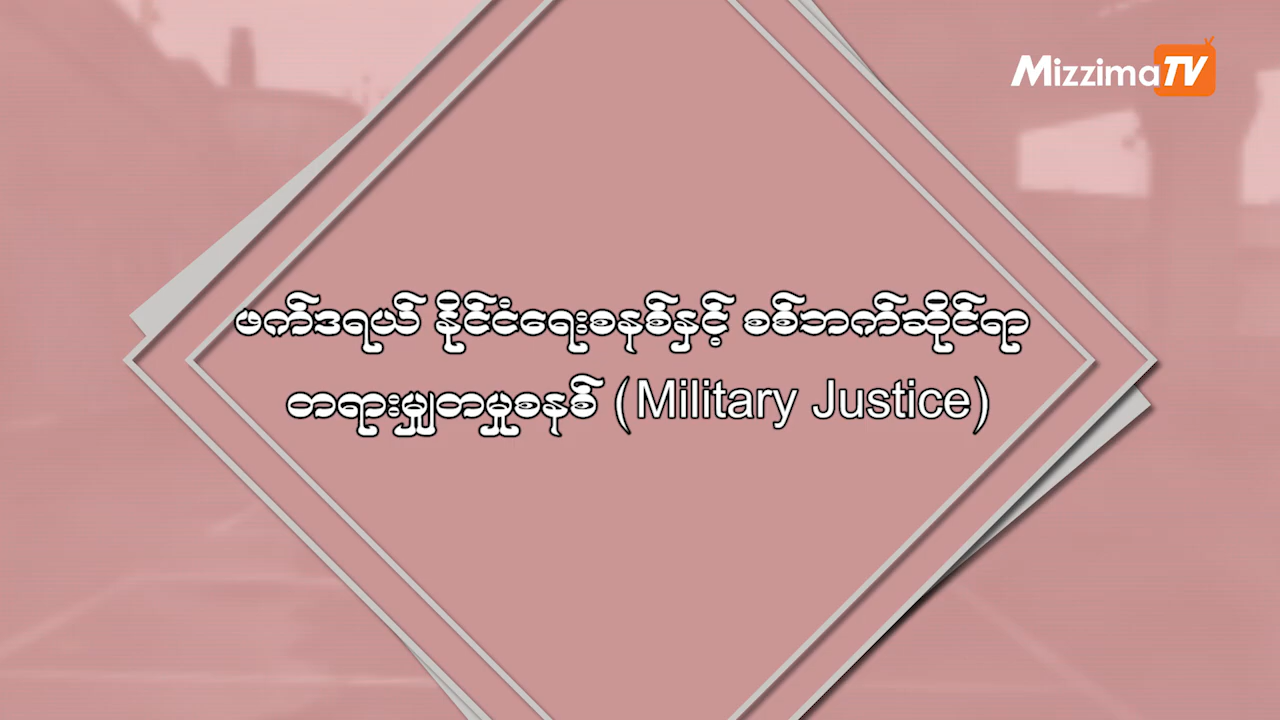 MizzimaTV
ဖက်ဒရယ် နိုင်ငံရေးစနစ်နှင့် စစ်ဘက်ဆိုင်ရာ
တရားမျှတမှုစနစ် (Military Justice)